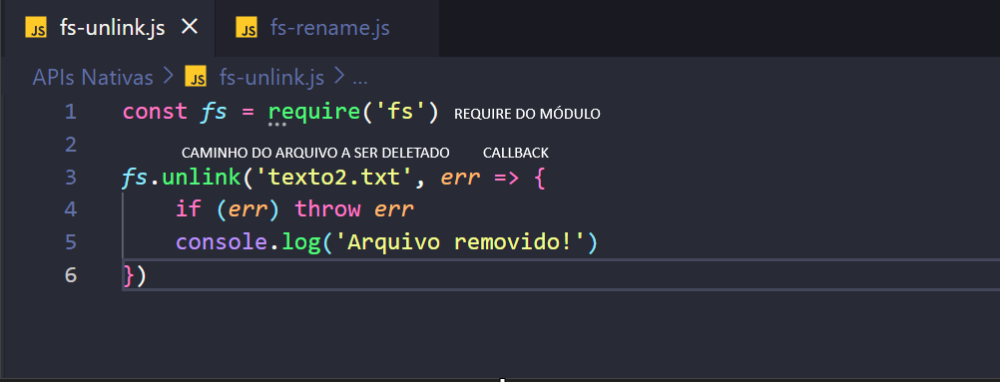 JS fs-unlink.js × JS fs-rename.js
APIs Nativas > JS fs-unlink.js > ...
1 const fs = require('fs') REQUIRE DO MÓDULO
2
CAMINHO DO ARQUIVO A SER DELETADO CALLBACK
3 fs.unlink('texto2.txt', err => {
4 if (err) throw err
5 console.log('Arquivo removido!')
6 })